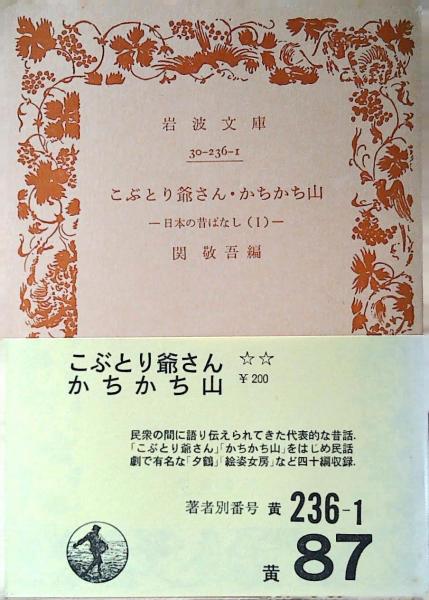 岩波文庫
30-236-1
こぶとり爺さん・かちかち山
—日本の昔ばなし(I)—
関敬吾編
こぶとり爺さん ☆☆
かちかち山 ¥200
民衆の間に語り伝えられてきた代表的な昔話.
「こぶとり爺さん」「かちかち山」をはじめ民話
劇で有名な「夕鶴」「絵姿女房」など四十編収録.
著者別番号 黄 236-1
黄 87